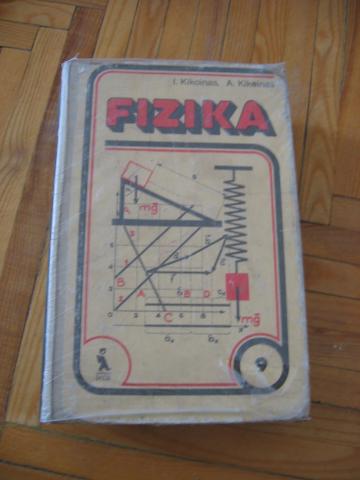 I. Kikoinas, A. Kikoinas
FIZIKA
mg
A
B
A
B
D
C
mg
9